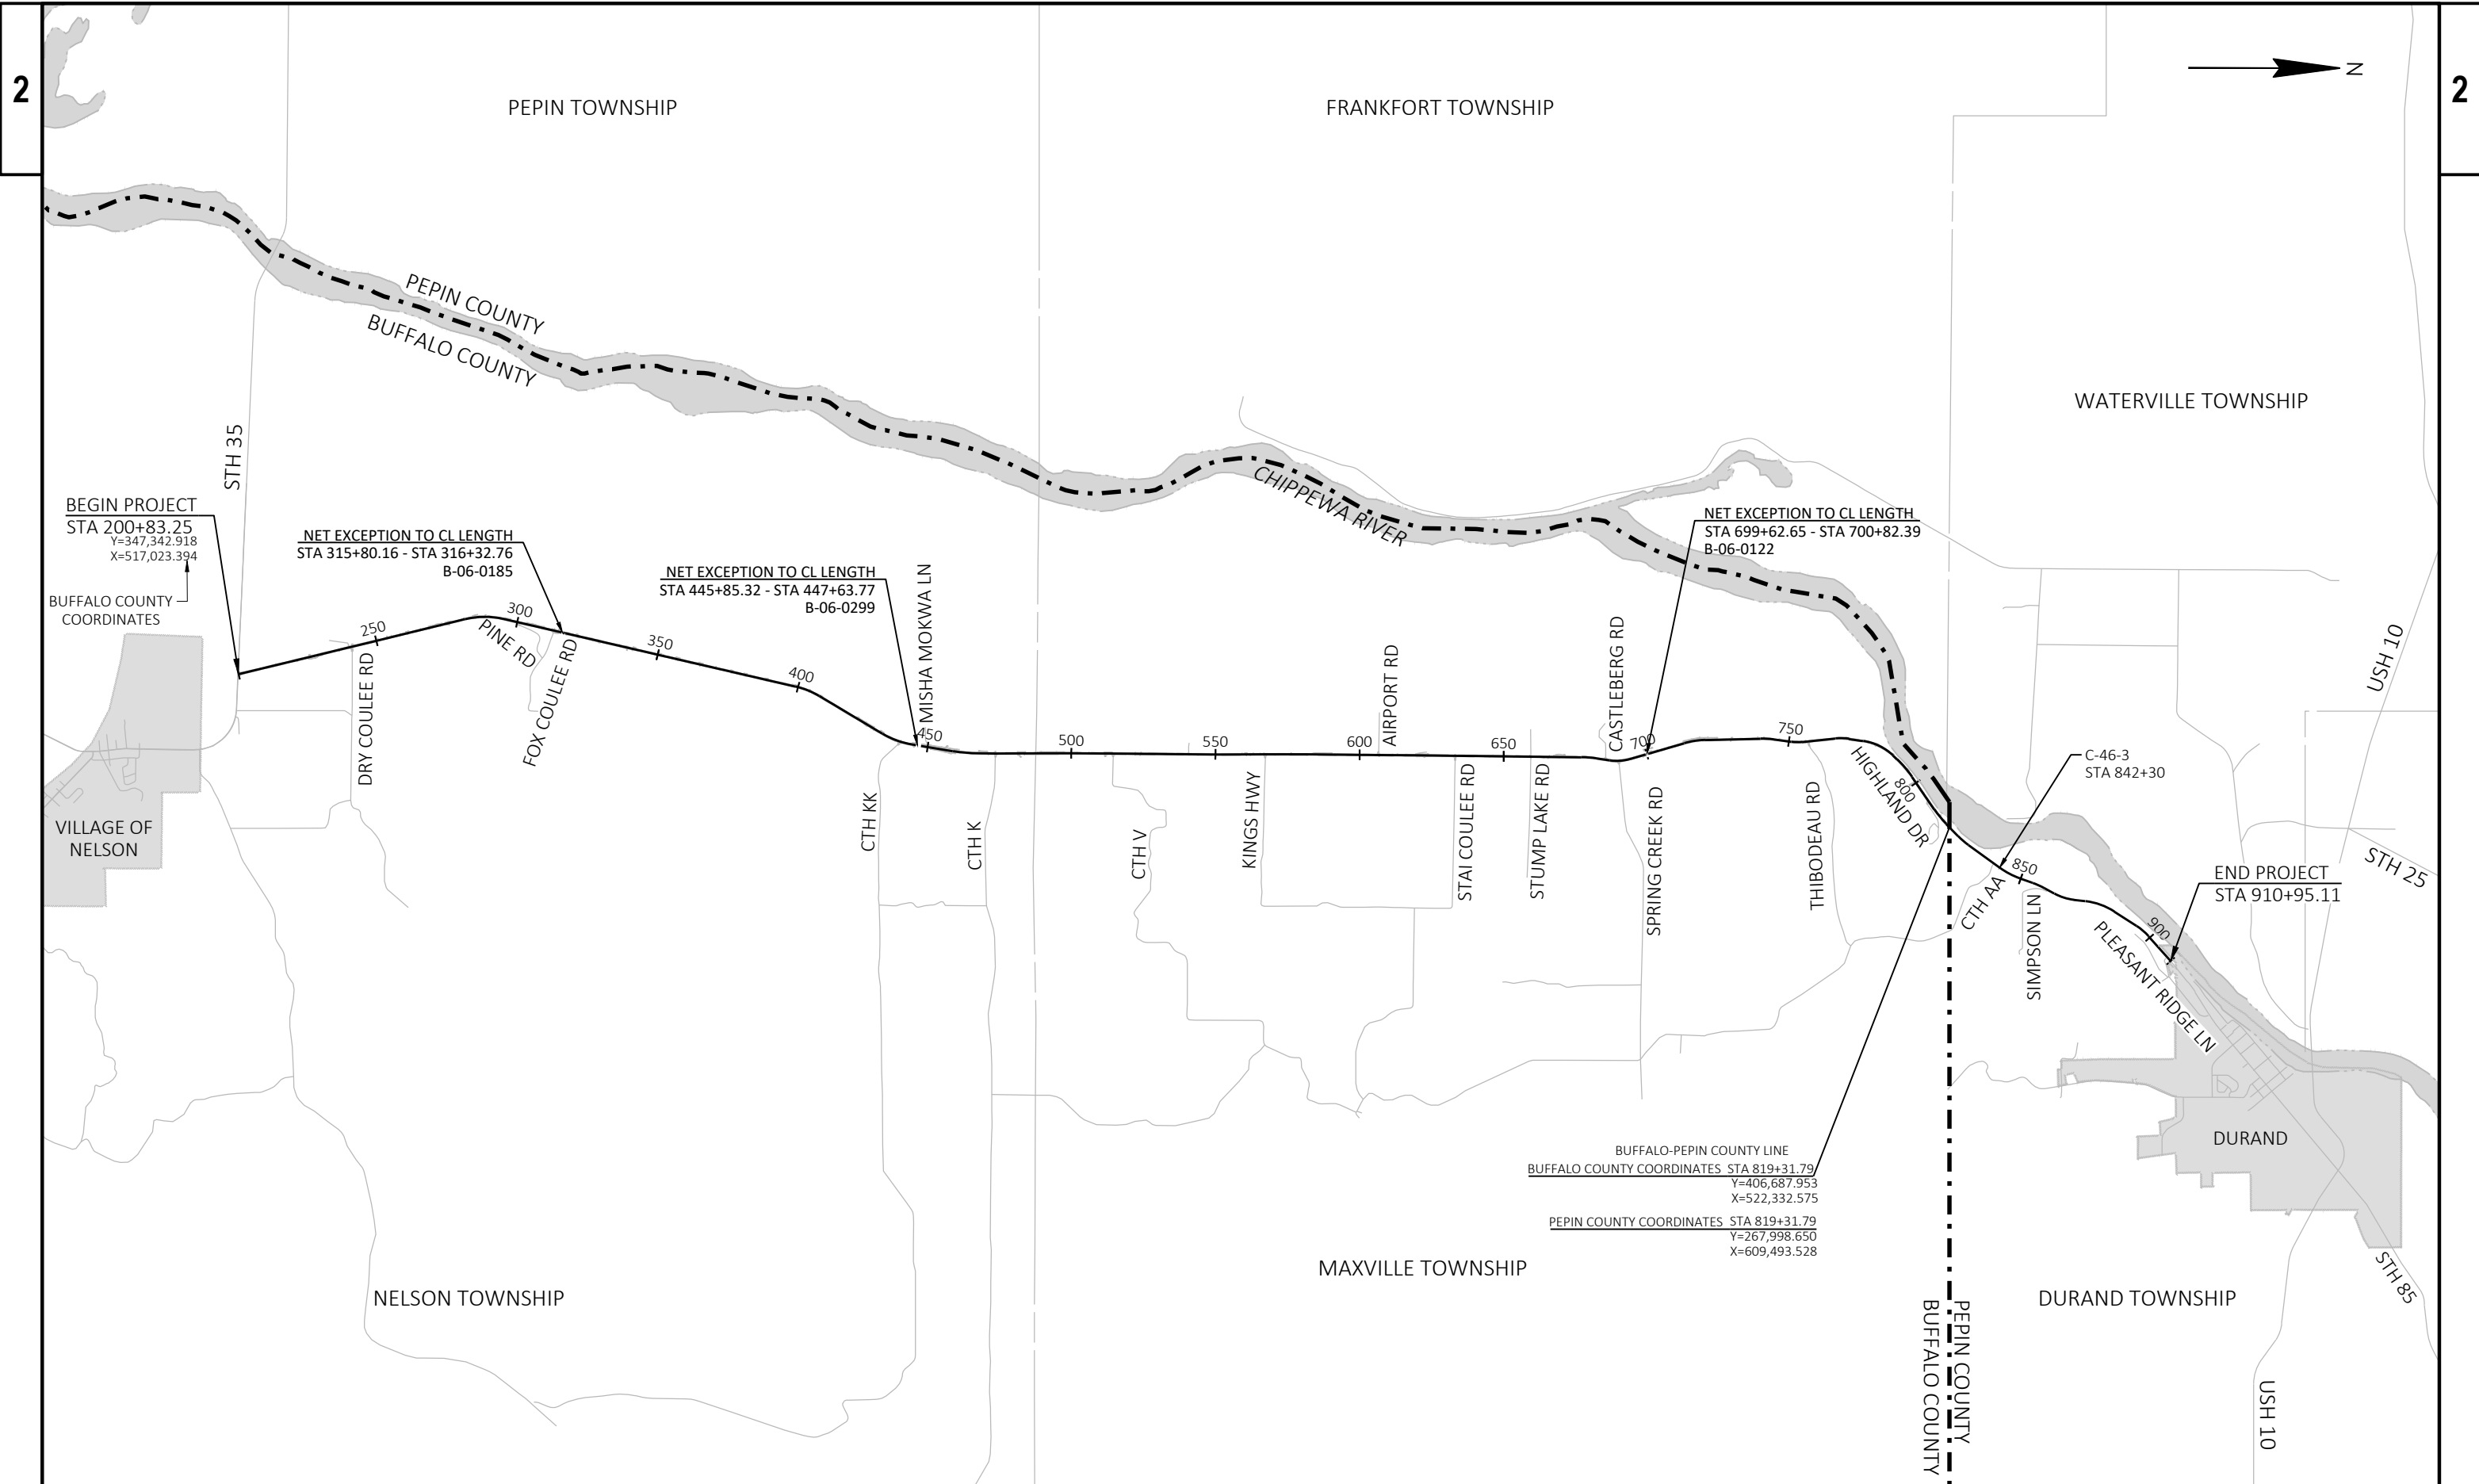 2
2
N
PEPIN TOWNSHIP
FRANKFORT TOWNSHIP
WATERVILLE TOWNSHIP
PEPIN COUNTY
BUFFALO COUNTY
STH 35
CHIPPEWA RIVER
BEGIN PROJECT
STA 200+83.25
Y=347,342.918
X=517,023.394
BUFFALO COUNTY
COORDINATES
NET EXCEPTION TO CL LENGTH
STA 315+80.16 - STA 316+32.76
B-06-0185
NET EXCEPTION TO CL LENGTH
STA 445+85.32 - STA 447+63.77
B-06-0299
NET EXCEPTION TO CL LENGTH
STA 699+62.65 - STA 700+82.39
B-06-0122
250
300
350
400
450
500
550
600
650
700
750
800
850
900
DRY COULEE RD
PINE RD
FOX COULEE RD
MISHA MOKWA LN
CTH KK
CTH K
CTH V
KINGS HWY
AIRPORT RD
STAI COULEE RD
STUMP LAKE RD
CASTLEBERG RD
SPRING CREEK RD
THIBODEAU RD
HIGHLAND DR
C-46-3
STA 842+30
CTH AA
SIMPSON LN
PLEASANT RIDGE LN
END PROJECT
STA 910+95.11
USH 10
STH 25
VILLAGE OF
NELSON
DURAND
BUFFALO-PEPIN COUNTY LINE
BUFFALO COUNTY COORDINATES STA 819+31.79
Y=406,687.953
X=522,332.575
PEPIN COUNTY COORDINATES STA 819+31.79
Y=267,998.650
X=609,493.528
NELSON TOWNSHIP
MAXVILLE TOWNSHIP
DURAND TOWNSHIP
STH 85
PEPIN COUNTY
BUFFALO COUNTY
USH 10